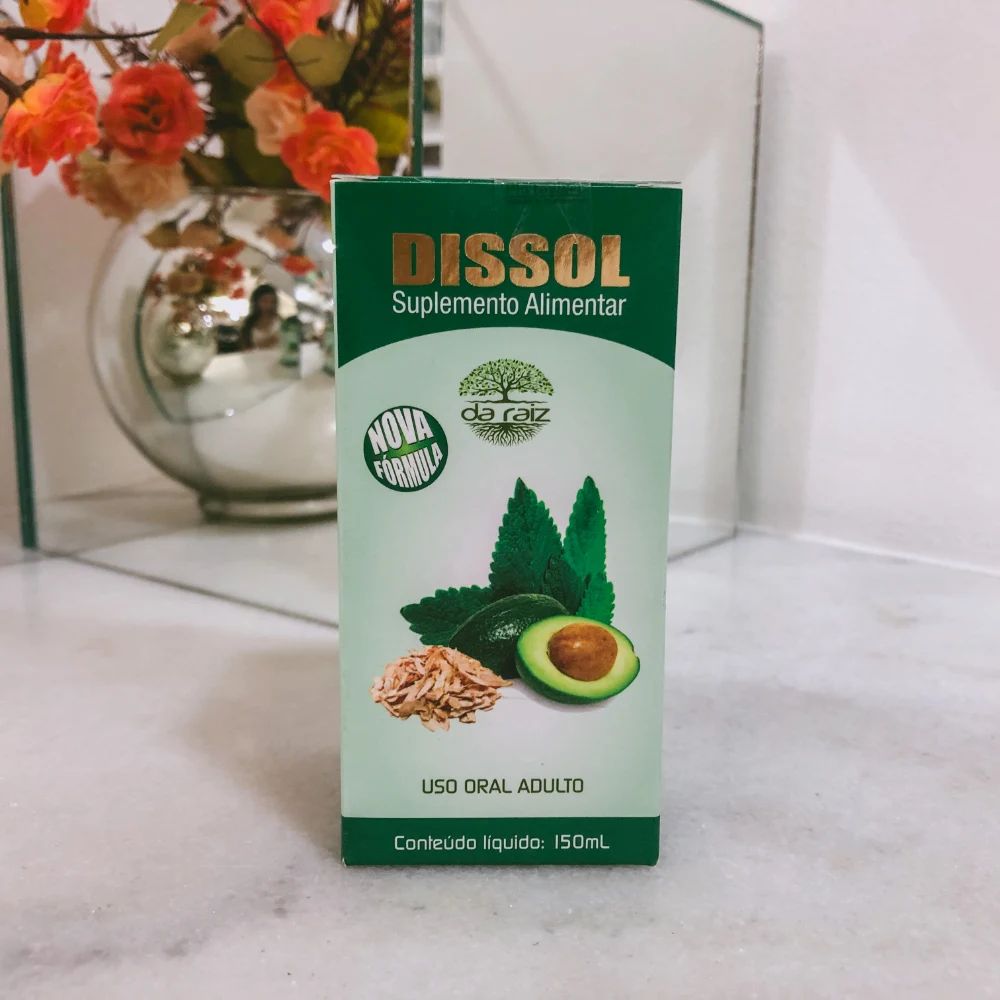 DISSOL
Suplemento Alimentar
da raiz
NOVA
FÓRMULA
USO ORAL ADULTO
Conteúdo líquido: 150mL